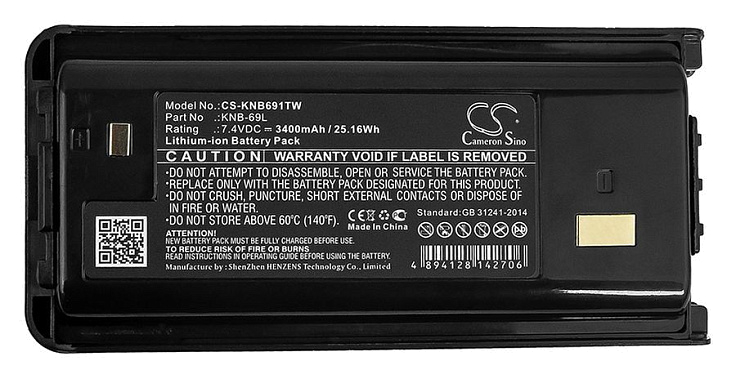 Model No.:CS-KNB691TW
Part No .:KNB-69L
Rating .:7.4VDC ⎓ 3400mAh / 25.16Wh
Lithium-ion Battery Pack
CS
Cameron Sino
CAUTION WARRANTY VOID IF LABEL IS REMOVED
•DO NOT ATTEMPT TO DISASSEMBLE, OPEN OR SERVICE THE BATTERY.
•REPLACE ONLY WITH THE BATTERY PACK DESIGNATED FOR THIS PRODUCT.
•DO NOT CRUSH, PUNCTURE, SHORT EXTERNAL CONTACTS OR DISPOSE OF
IN FIRE OR WATER.
•DO NOT STORE ABOVE 60°C (140°F).
CE
Made In China
Standard:GB 31241-2014
ATTENTION!
NEW BATTERY PACK MUST BE FULLY CHARGED BEFORE USE.
TO REDUCE RISK OF FIRE OR BURNS
READ INSTRUCTIONS IN OPERATING GUIDE BEFORE USING THE BATTERY
Manufacture by : ShenZhen HENZENS Technology Co., Limited
4 894128 142706